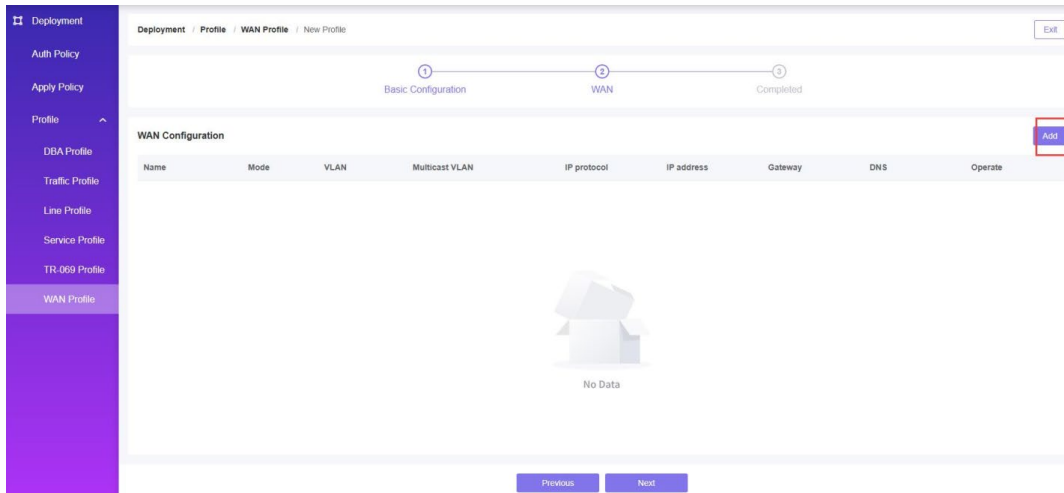 Deployment
Auth Policy
Apply Policy
Profile
DBA Profile
Traffic Profile
Line Profile
Service Profile
TR-069 Profile
WAN Profile
Deployment / Profile / WAN Profile / New Profile
Exit
1 2 3
Basic Configuration WAN Completed
WAN Configuration
Add
Name Mode VLAN Multicast VLAN IP protocol IP address Gateway DNS Operate
No Data
Previous Next